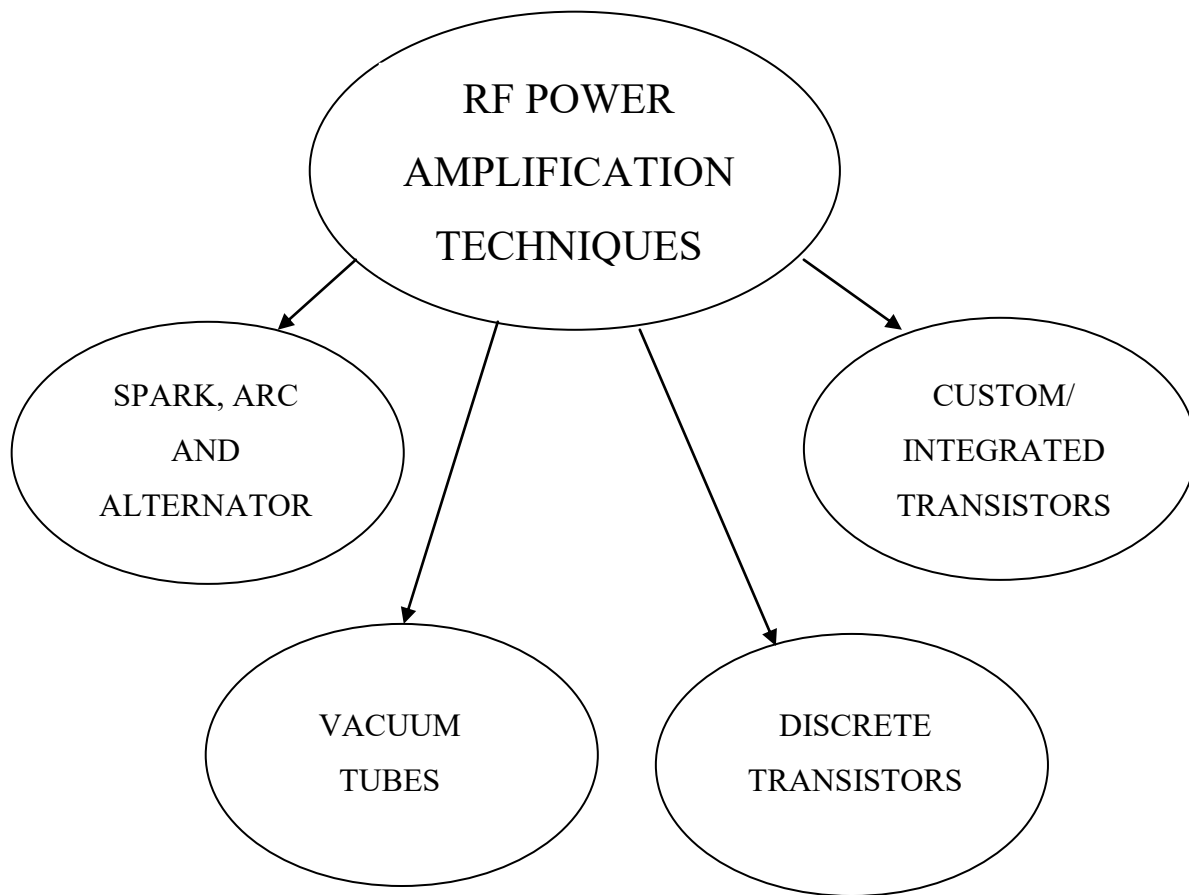 RF POWER
AMPLIFICATION
TECHNIQUES
SPARK, ARC
AND
ALTERNATOR
CUSTOM/
INTEGRATED
TRANSISTORS
VACUUM
TUBES
DISCRETE
TRANSISTORS